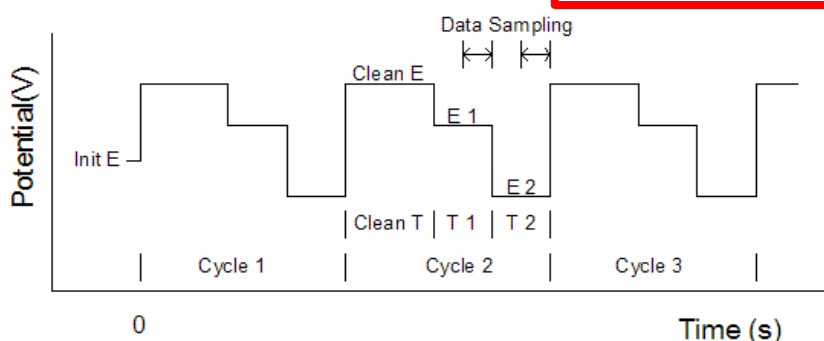 Data Sampling
Clean E
E 1
Init E
E 2
Clean T T 1 T 2
Cycle 1 Cycle 2 Cycle 3
0
Time (s)
Potential(V)